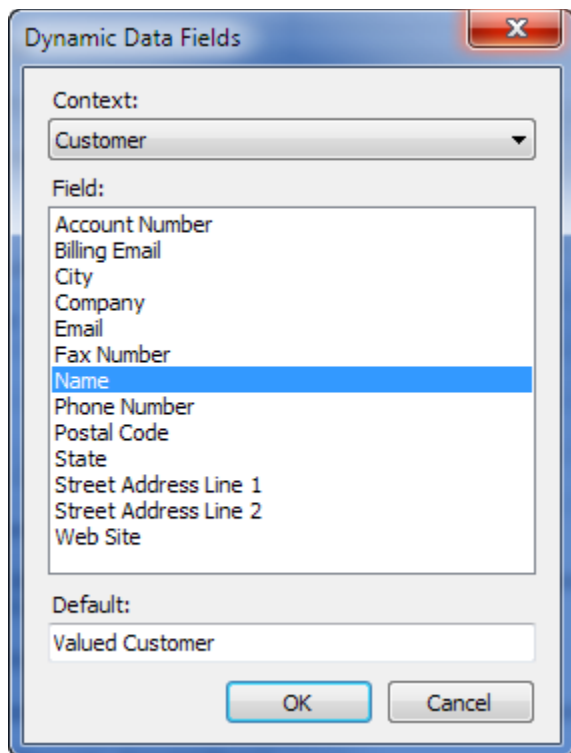 Dynamic Data Fields
Context:
Customer
Field:
Account Number
Billing Email
City
Company
Email
Fax Number
Name
Phone Number
Postal Code
State
Street Address Line 1
Street Address Line 2
Web Site
Default:
Valued Customer
OK
Cancel